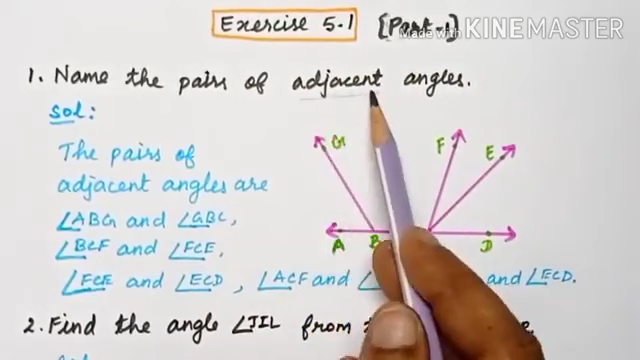 Exercise 5.1 [Part-1]
Made with KINEMASTER
1. Name the pairs of adjacent angles.
Sol:
The pairs of
adjacent angles are
∠ABG and ∠GBC,
∠BCF and ∠FCE,
∠FCE and ∠ECD, ∠ACF and ∠ and ∠ECD.
G F E
A B D
2. Find the angle ∠JIL from